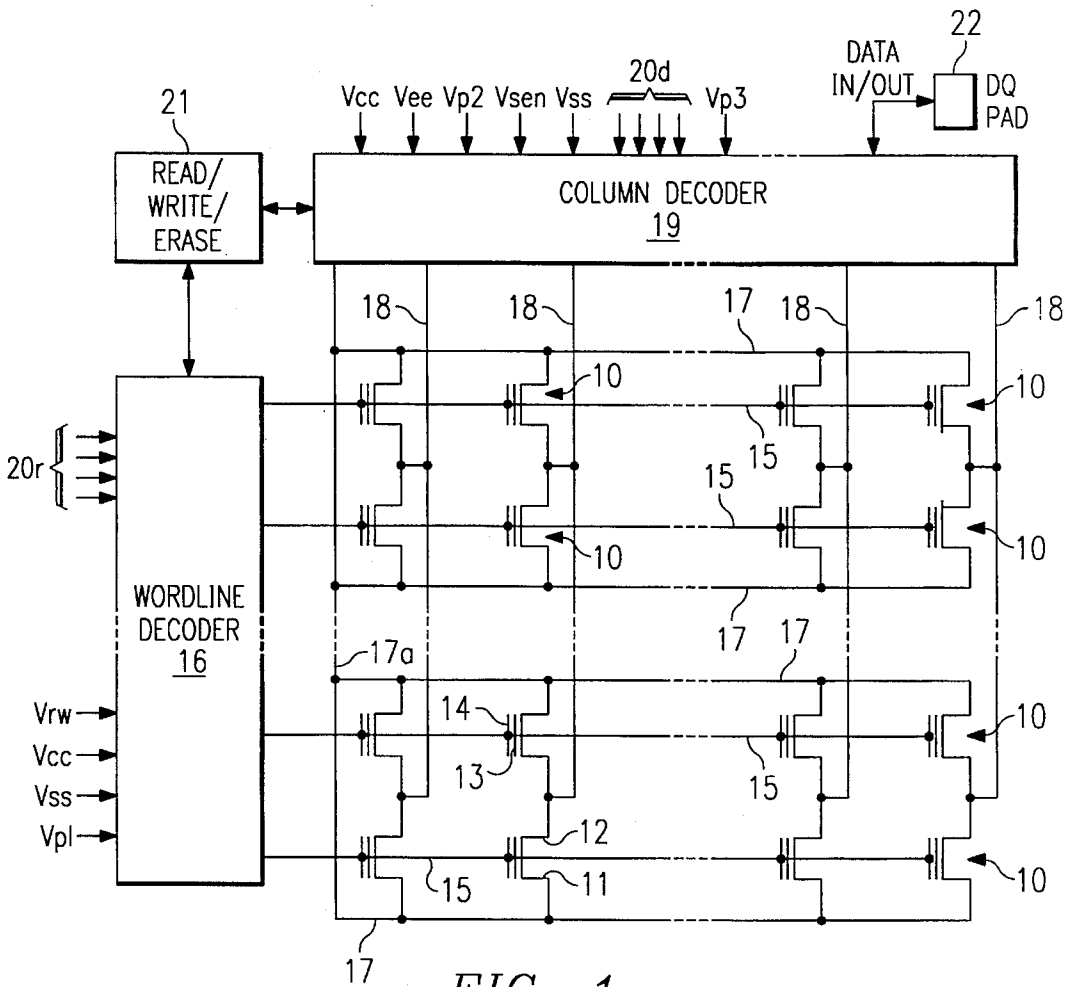 22
DATA
IN/OUT
DQ
PAD
20d
Vcc
Vee
Vp2
Vsen
Vss
Vp3
21
READ/
WRITE/
ERASE
COLUMN DECODER
19
18
18
17
18
18
10
10
15
20r
15
10
10
WORDLINE
DECODER
16
17
17a
17
14
13
15
10
Vrw
Vcc
Vss
Vpl
12
11
15
10
17
FIG. 1